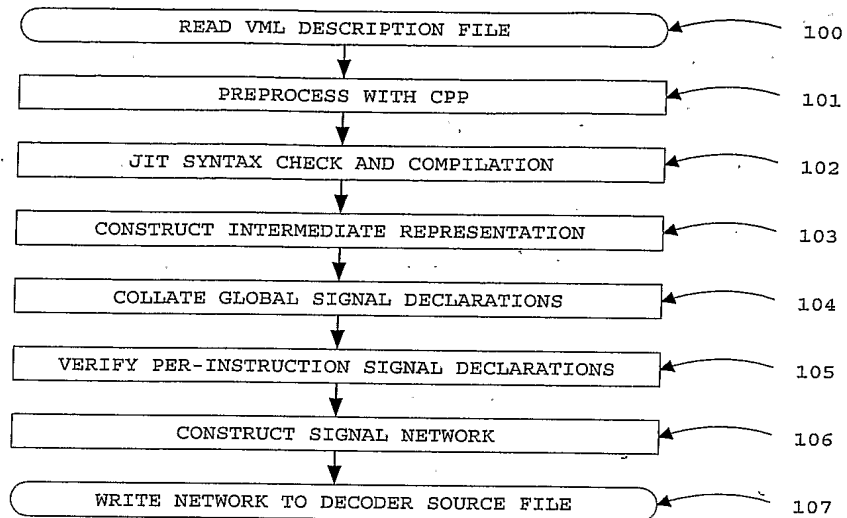 READ VML DESCRIPTION FILE 100
PREPROCESS WITH CPP 101
JIT SYNTAX CHECK AND COMPILATION 102
CONSTRUCT INTERMEDIATE REPRESENTATION 103
COLLATE GLOBAL SIGNAL DECLARATIONS 104
VERIFY PER-INSTRUCTION SIGNAL DECLARATIONS 105
CONSTRUCT SIGNAL NETWORK 106
WRITE NETWORK TO DECODER SOURCE FILE 107